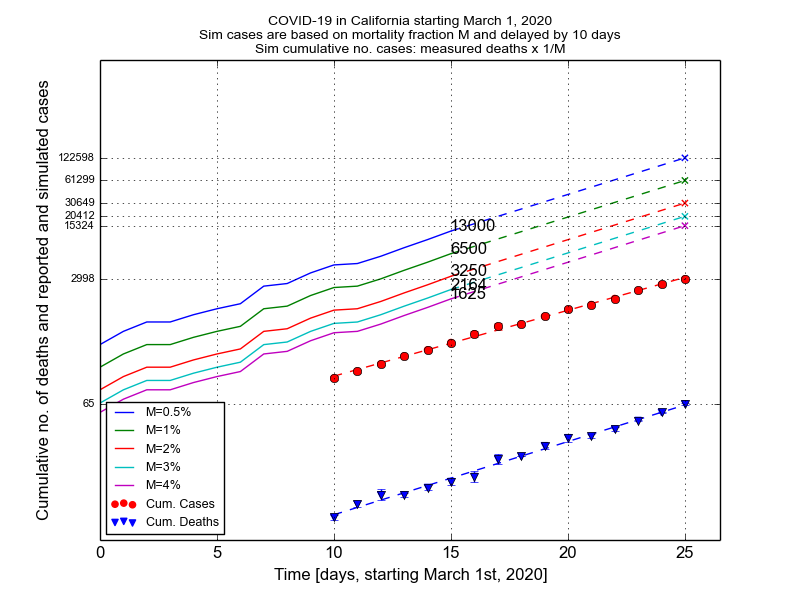 COVID-19 in California starting March 1, 2020
Sim cases are based on mortality fraction M and delayed by 10 days
Sim cumulative no. cases: measured deaths x 1/M
Cumulative no. of deaths and reported and simulated cases
122598
61299
30649
20412
15324
2998
65
13000
6500
3250
2164
1625
M=0.5%
M=1%
M=2%
M=3%
M=4%
Cum. Cases
Cum. Deaths
0 5 10 15 20 25
Time [days, starting March 1st, 2020]